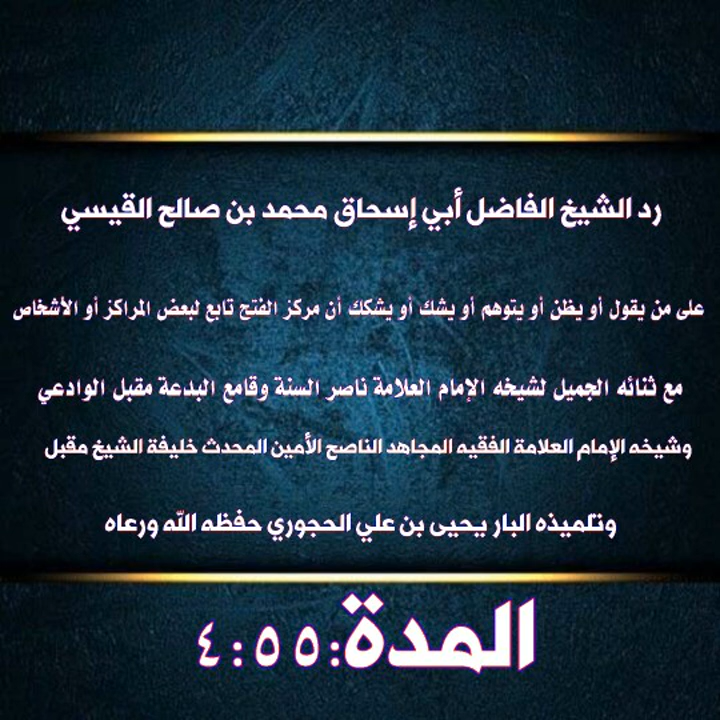 رد الشيخ الفاضل أبي إسحاق محمد بن صالح القيسي
على من يقول أو يظن أو يتوهم أو يشك أو يشكك أن مركز الفتح تابع لبعض المراكز أو الأشخاص
مع ثنائه الجميل لشيخه الإمام العلامة ناصر السنة وقامع البدعة مقبل الوادعي
وشيخه الإمام العلامة الفقيه المجاهد الناصح الأمين المحدث خليفة الشيخ مقبل
وتلميذه البار يحيى بن علي الحجوري حفظه الله ورعاه
المدة:٤:٥٥